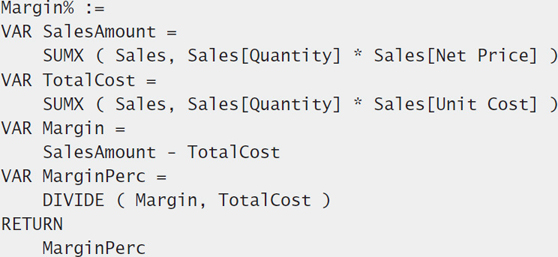 Margin% :=
VAR SalesAmount =
    SUMX ( Sales, Sales[Quantity] * Sales[Net Price] )
VAR TotalCost =
    SUMX ( Sales, Sales[Quantity] * Sales[Unit Cost] )
VAR Margin =
    SalesAmount - TotalCost
VAR MarginPerc =
    DIVIDE ( Margin, TotalCost )
RETURN
    MarginPerc